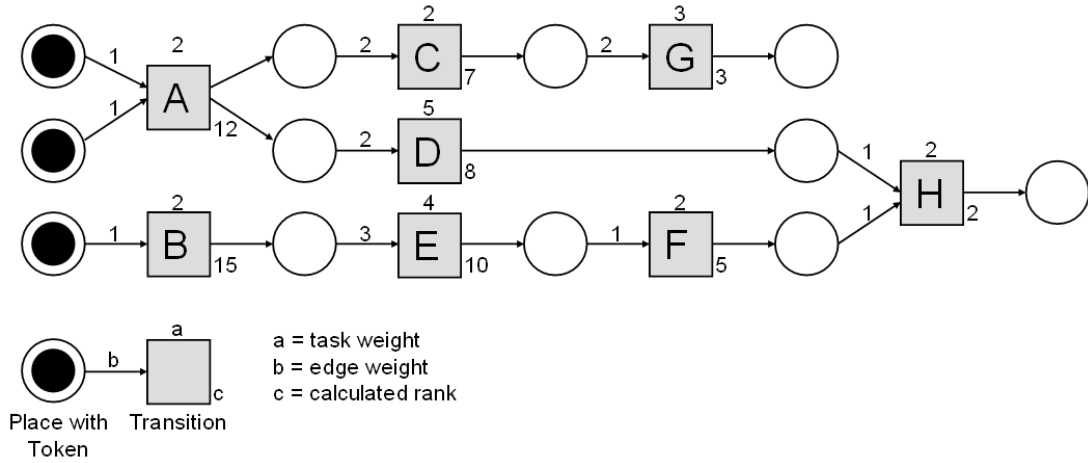 2 3
1 2 2
A C G
1 12 7 3
5
2 D 1 2
8 H
2 4 2 1 2
1 B 3 E 1 F
15 10 5
a
b
c
a = task weight
b = edge weight
c = calculated rank
Place with Transition
Token